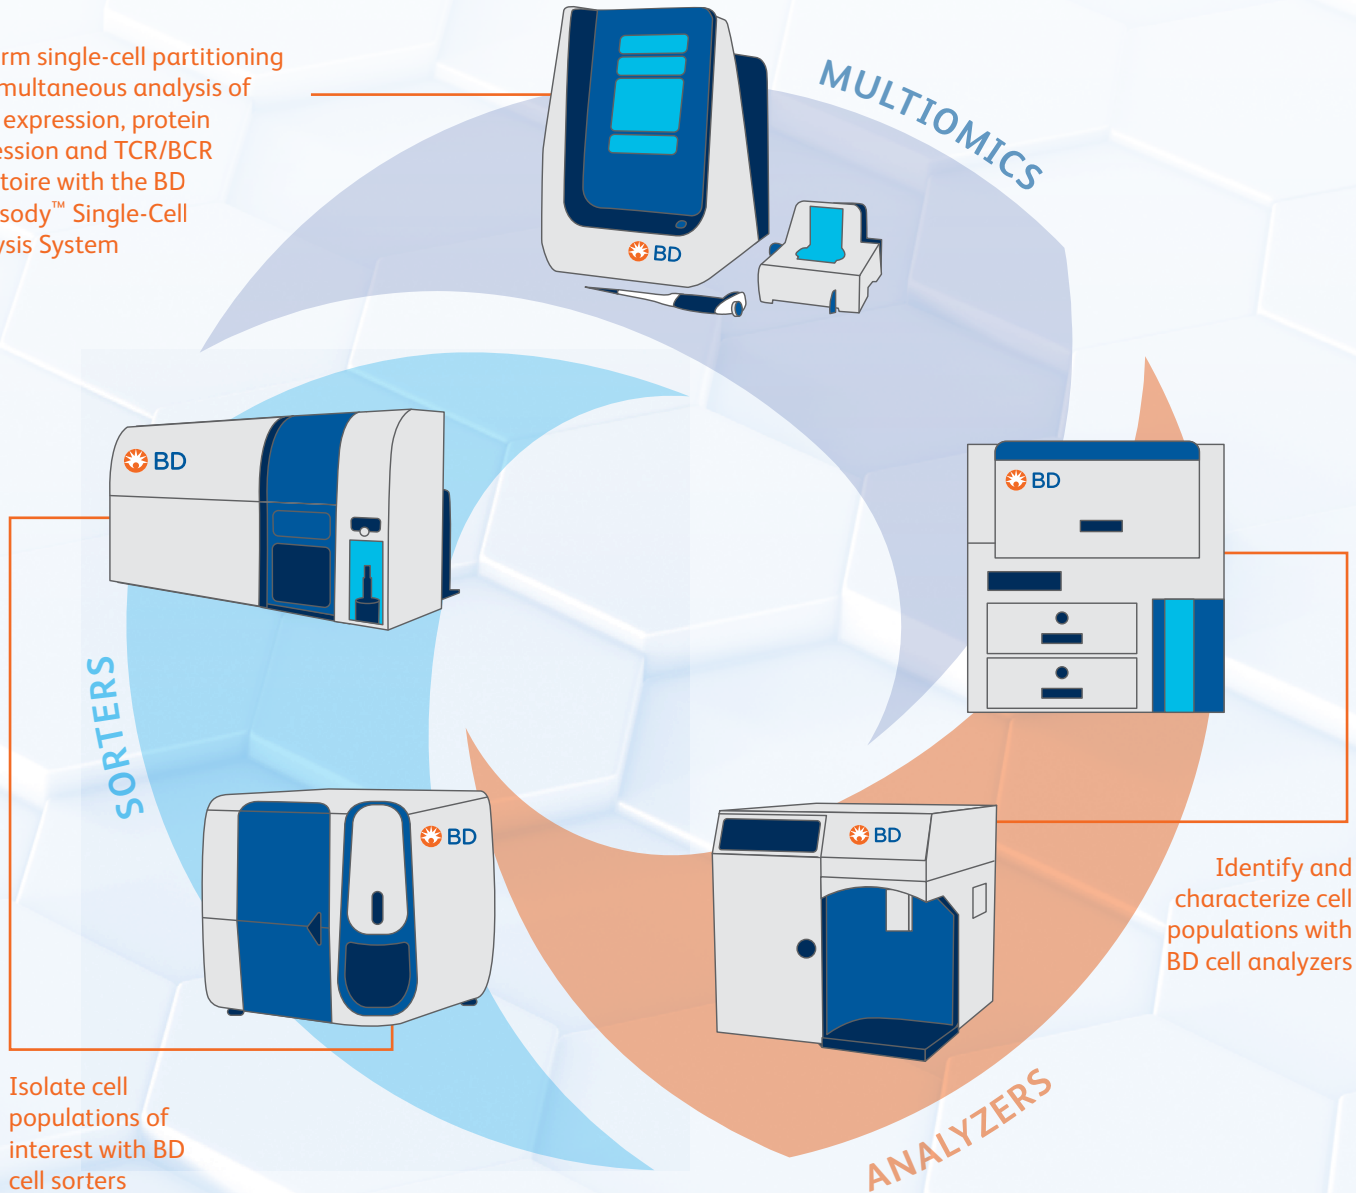 rm single-cell partitioning
multaneous analysis of
expression, protein
ession and TCR/BCR
toire with the BD
sody™ Single-Cell
ysis System
MULTIOMICS
BD
BD
BD
SORTERS
BD
BD
Identify and
characterize cell
populations with
BD cell analyzers
ANALYZERS
Isolate cell
populations of
interest with BD
cell sorters